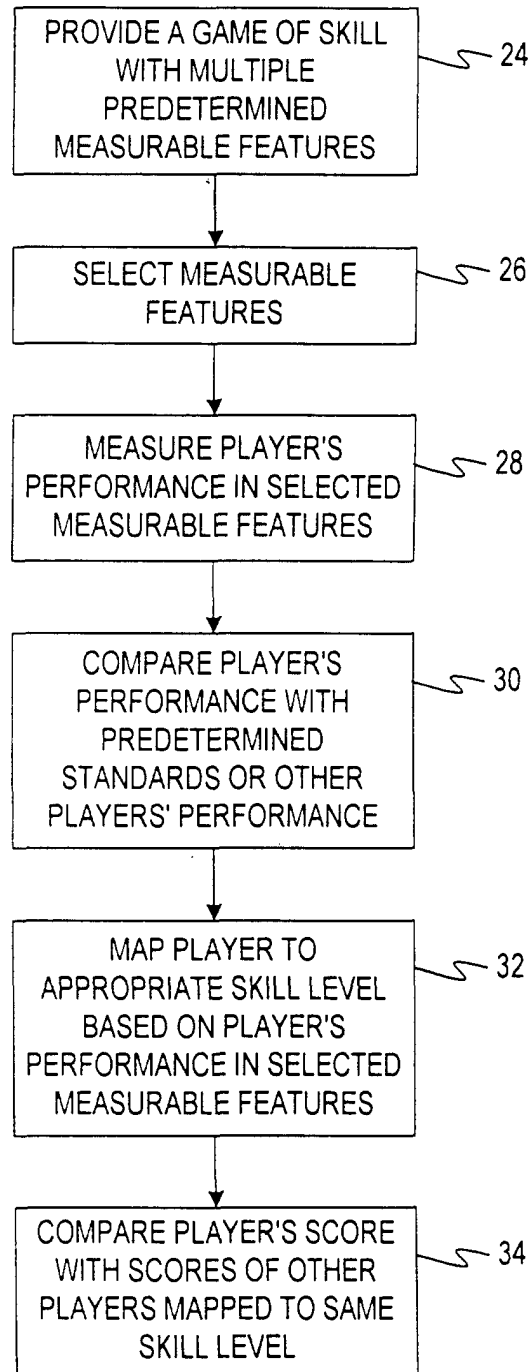 PROVIDE A GAME OF SKILL
WITH MULTIPLE
PREDETERMINED
MEASURABLE FEATURES
24
SELECT MEASURABLE
FEATURES
26
MEASURE PLAYER'S
PERFORMANCE IN SELECTED
MEASURABLE FEATURES
28
COMPARE PLAYER'S
PERFORMANCE WITH
PREDETERMINED
STANDARDS OR OTHER
PLAYERS' PERFORMANCE
30
MAP PLAYER TO
APPROPRIATE SKILL LEVEL
BASED ON PLAYER'S
PERFORMANCE IN SELECTED
MEASURABLE FEATURES
32
COMPARE PLAYER'S SCORE
WITH SCORES OF OTHER
PLAYERS MAPPED TO SAME
SKILL LEVEL
34